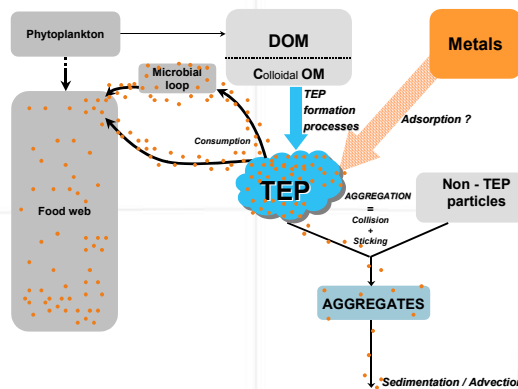 Phytoplankton
DOM
Colloidal OM
Metals
Microbial
loop
TEP
formation
processes
Adsorption ?
Consumption
TEP
AGGREGATION
=
Collision
+
Sticking
Non - TEP
particles
Food web
AGGREGATES
Sedimentation / Advection